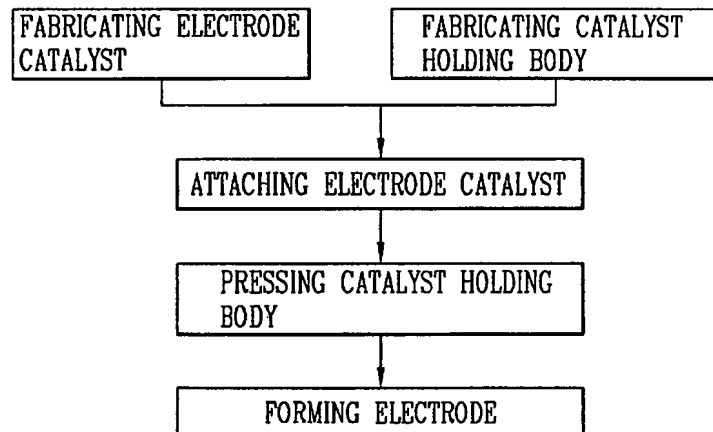 FABRICATING ELECTRODE
CATALYST
FABRICATING CATALYST
HOLDING BODY
ATTACHING ELECTRODE CATALYST
PRESSING CATALYST HOLDING
BODY
FORMING ELECTRODE